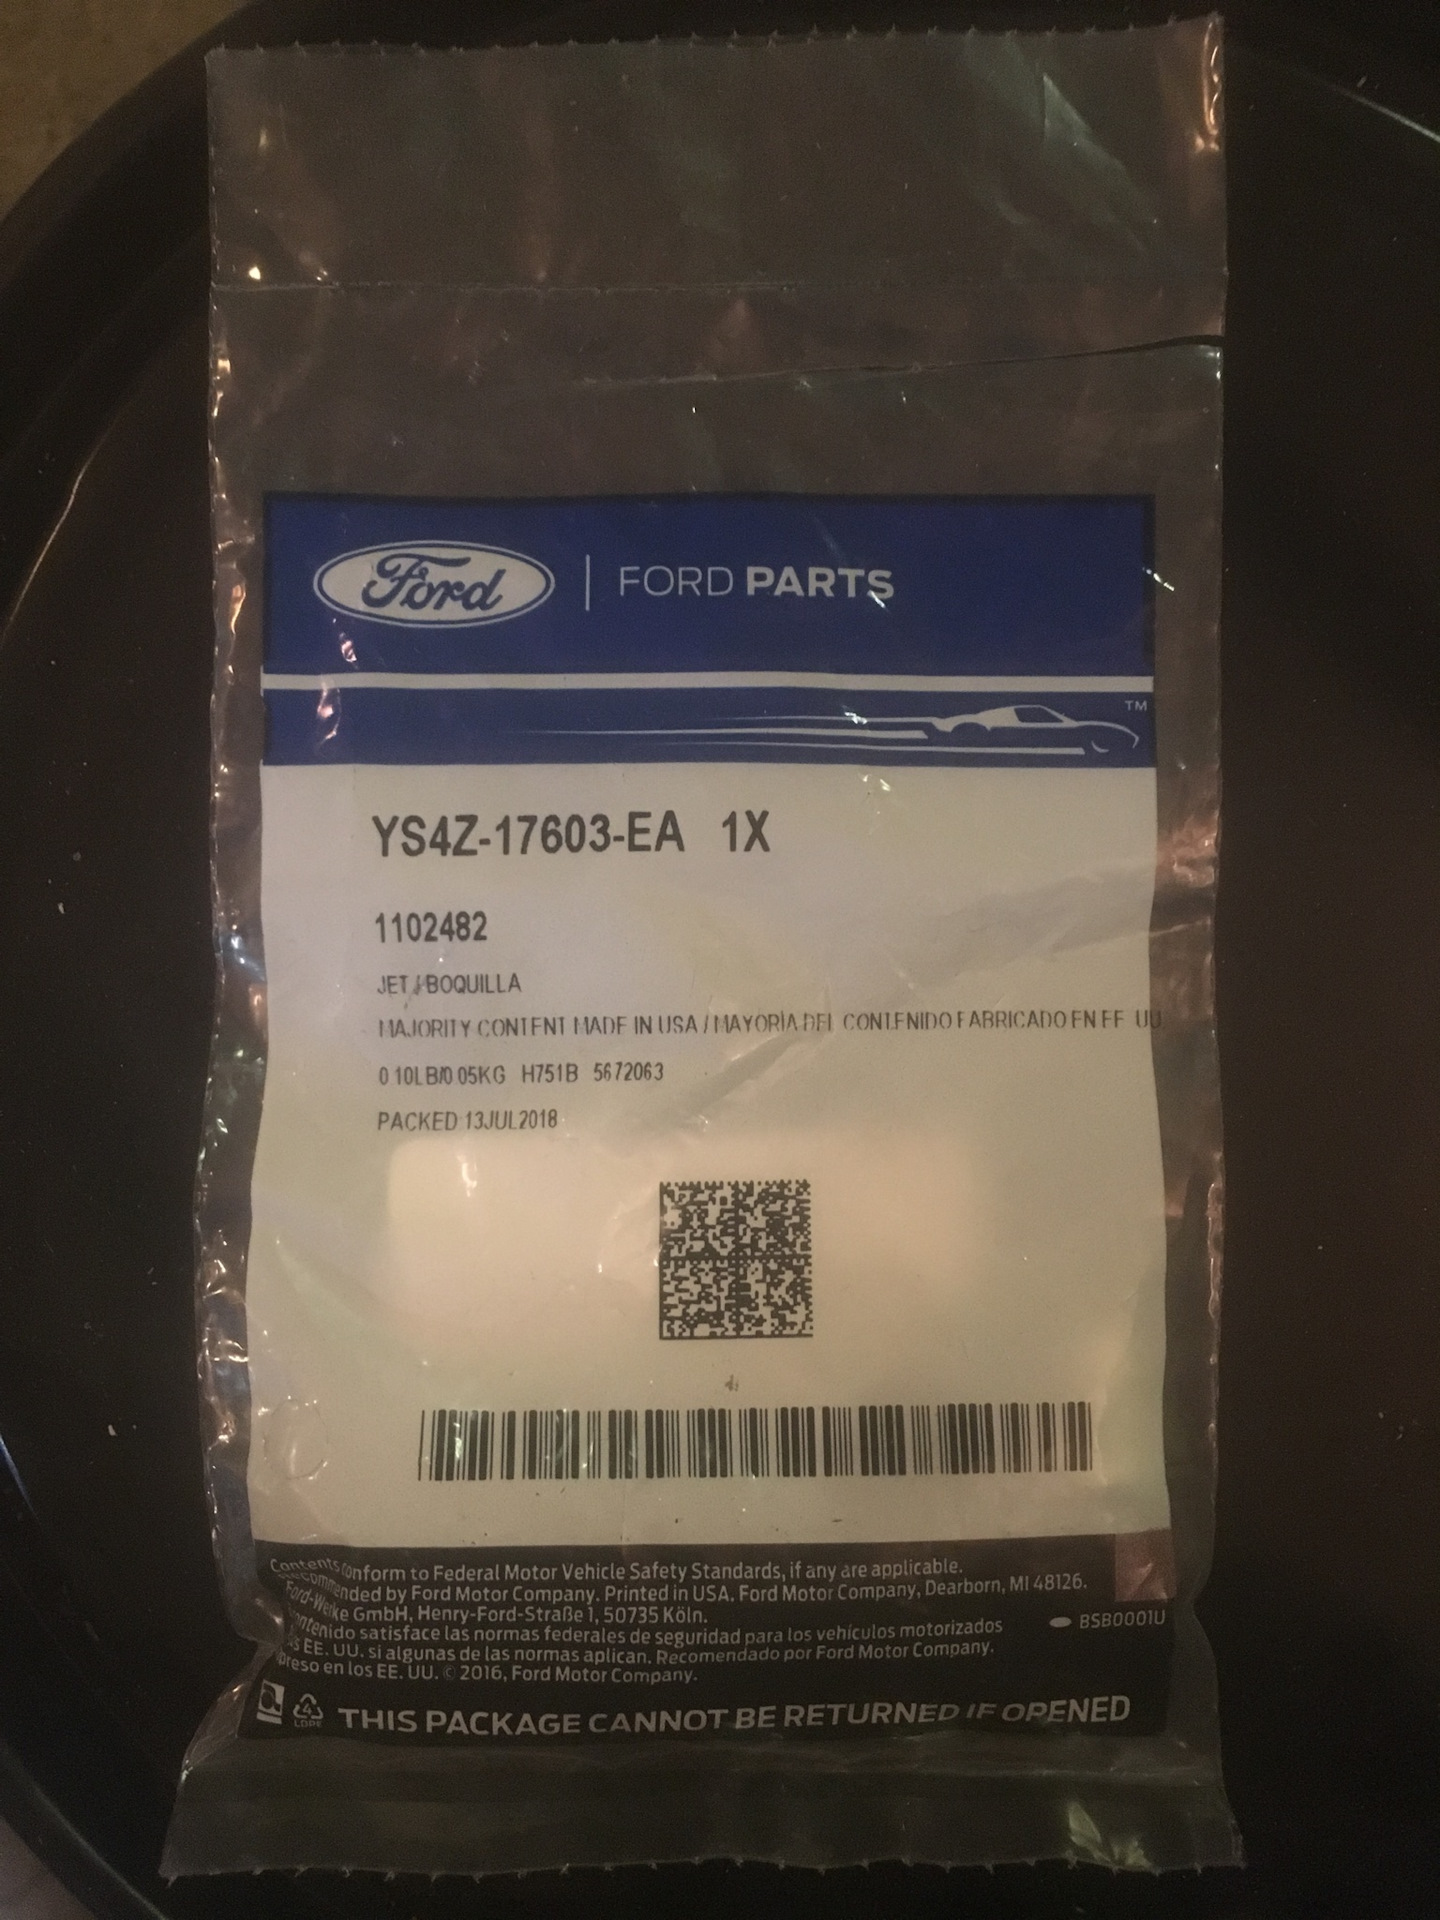 Ford | FORD PARTS
TM
YS4Z-17603-EA 1X
1102482
JET / BOQUILLA
MAJORITY CONTENT MADE IN USA / MAYORÍA DEL CONTENIDO FABRICADO EN EE UU
0.10LB/0.05KG H751B 5672063
PACKED 13JUL2018
Contents conform to Federal Motor Vehicle Safety Standards, if any are applicable.
Recommended by Ford Motor Company. Printed in USA. Ford Motor Company, Dearborn, MI 48126.
Ford-Werke GmbH, Henry-Ford-Straße 1, 50735 Köln.
BSB0001U
ontenido satisface las normas federales de seguridad para los vehículos motorizados
EE. UU. si algunas de las normas aplican. Recomendado por Ford Motor Company.
preso en los EE. UU. © 2016, Ford Motor Company.
4
LDPE
THIS PACKAGE CANNOT BE RETURNED IF OPENED